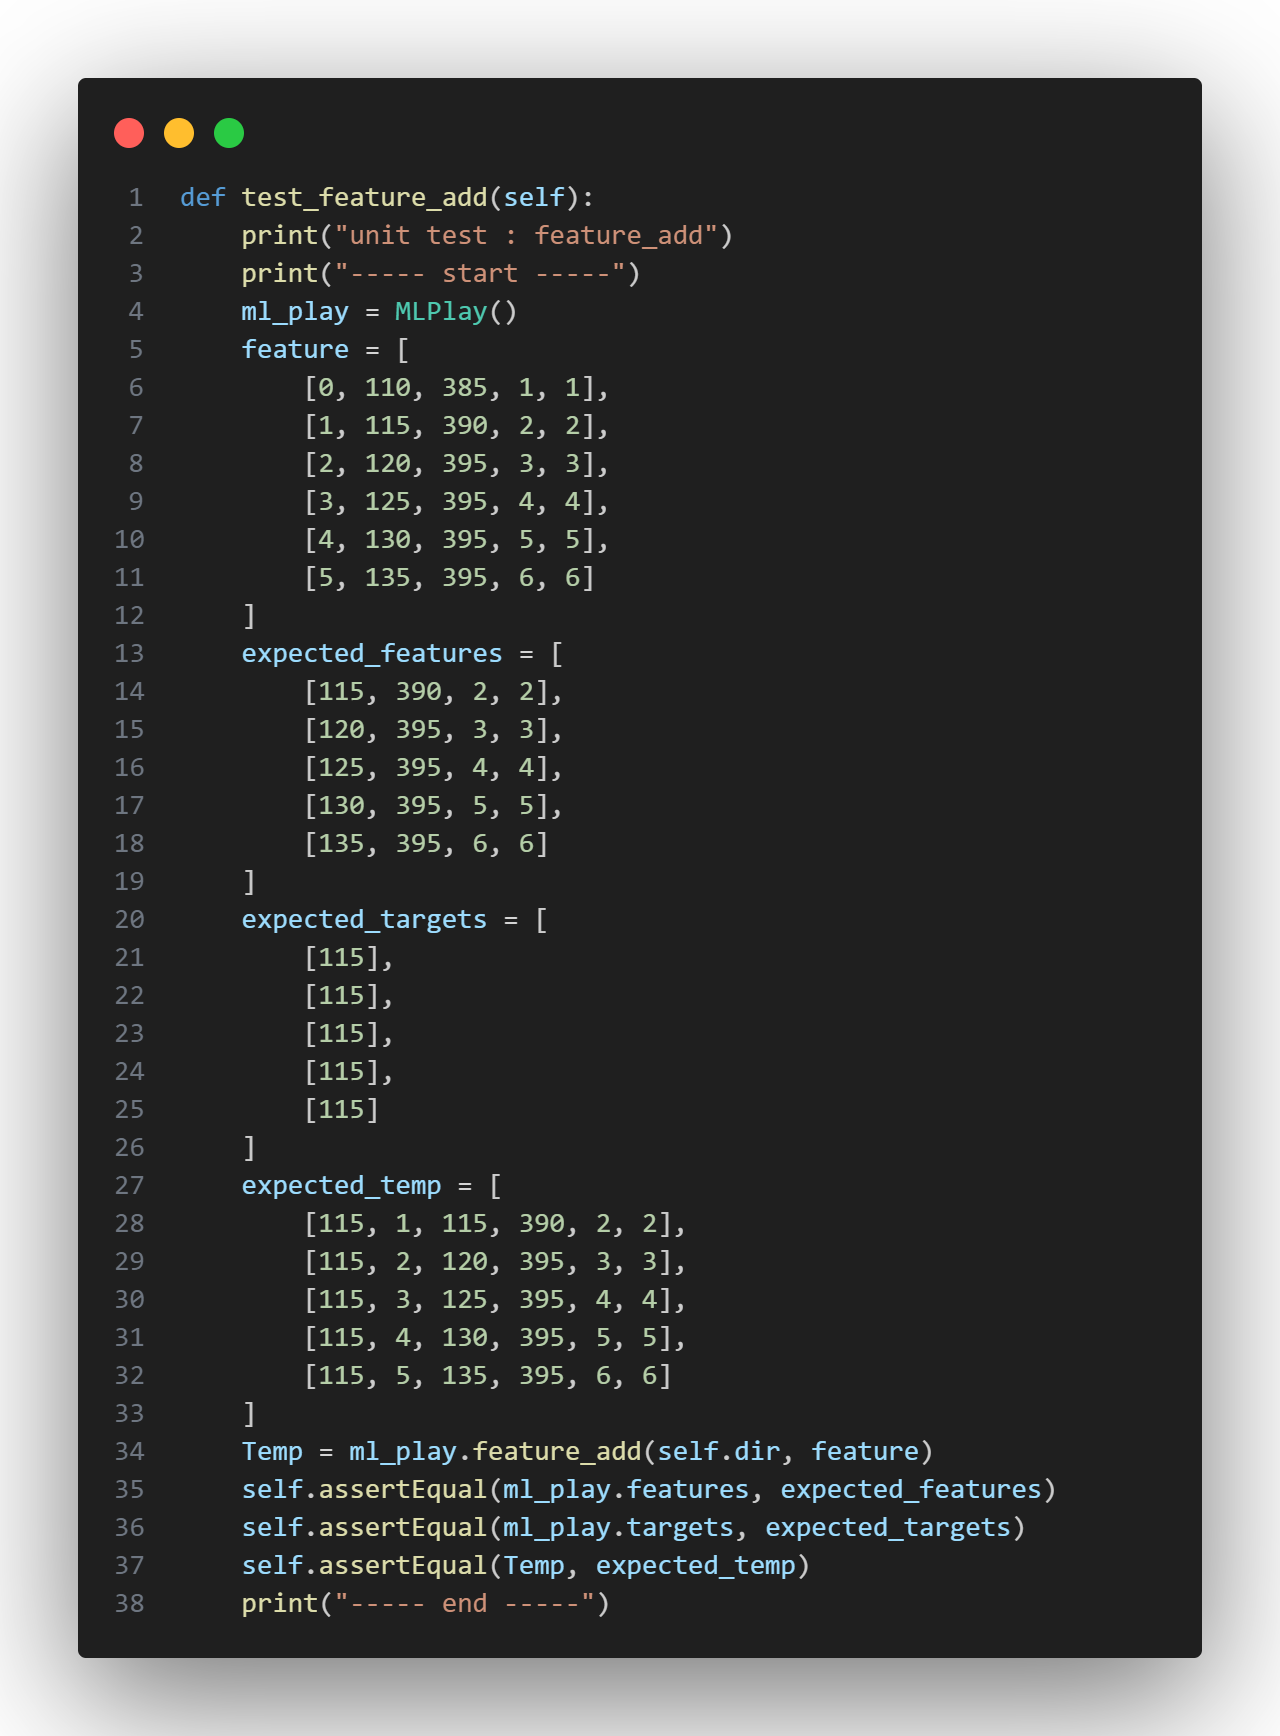 1 def test_feature_add(self):
2     print("unit test : feature_add")
3     print("----- start -----")
4     ml_play = MLPlay()
5     feature = [
6         [0, 110, 385, 1, 1],
7         [1, 115, 390, 2, 2],
8         [2, 120, 395, 3, 3],
9         [3, 125, 395, 4, 4],
10         [4, 130, 395, 5, 5],
11         [5, 135, 395, 6, 6]
12     ]
13     expected_features = [
14         [115, 390, 2, 2],
15         [120, 395, 3, 3],
16         [125, 395, 4, 4],
17         [130, 395, 5, 5],
18         [135, 395, 6, 6]
19     ]
20     expected_targets = [
21         [115],
22         [115],
23         [115],
24         [115],
25         [115]
26     ]
27     expected_temp = [
28         [115, 1, 115, 390, 2, 2],
29         [115, 2, 120, 395, 3, 3],
30         [115, 3, 125, 395, 4, 4],
31         [115, 4, 130, 395, 5, 5],
32         [115, 5, 135, 395, 6, 6]
33     ]
34     Temp = ml_play.feature_add(self.dir, feature)
35     self.assertEqual(ml_play.features, expected_features)
36     self.assertEqual(ml_play.targets, expected_targets)
37     self.assertEqual(Temp, expected_temp)
38     print("----- end -----")